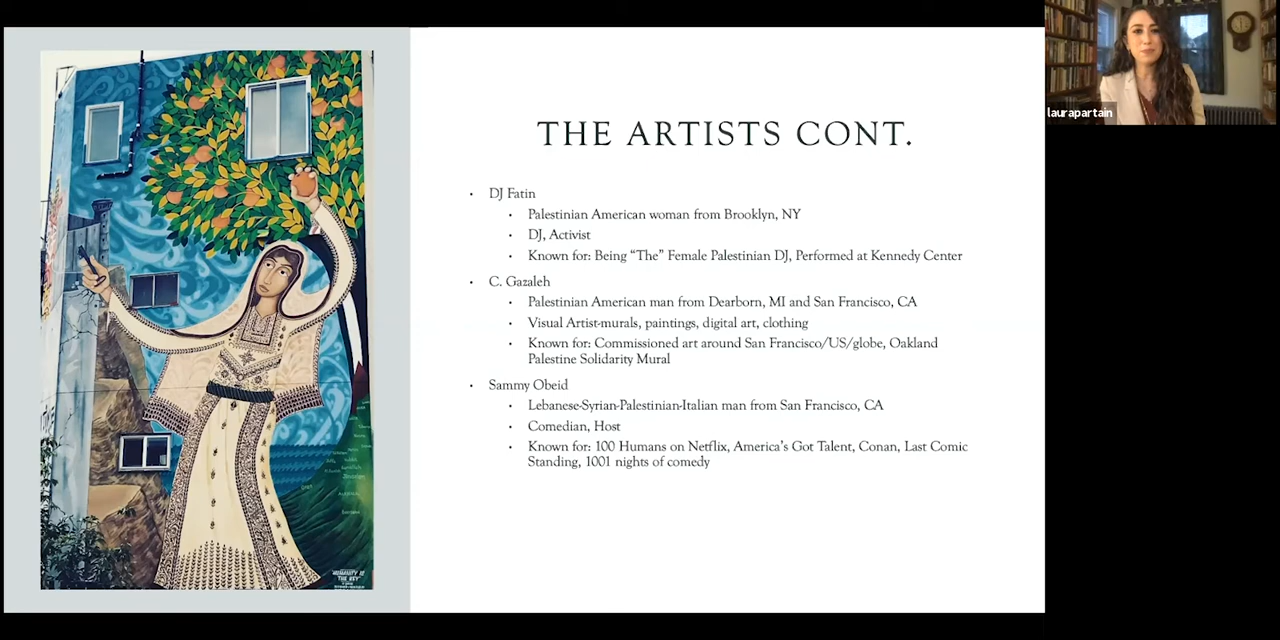 THE ARTISTS CONT.
• DJ Fatin
• Palestinian American woman from Brooklyn, NY
• DJ, Activist
• Known for: Being “The” Female Palestinian DJ, Performed at Kennedy Center
• C. Gazaleh
• Palestinian American man from Dearborn, MI and San Francisco, CA
• Visual Artist-murals, paintings, digital art, clothing
• Known for: Commissioned art around San Francisco/US/globe, Oakland
Palestine Solidarity Mural
• Sammy Obeid
• Lebanese-Syrian-Palestinian-Italian man from San Francisco, CA
• Comedian, Host
• Known for: 100 Humans on Netflix, America's Got Talent, Conan, Last Comic
Standing, 1001 nights of comedy
laurapartain
HUMANITY IS
THE KEY